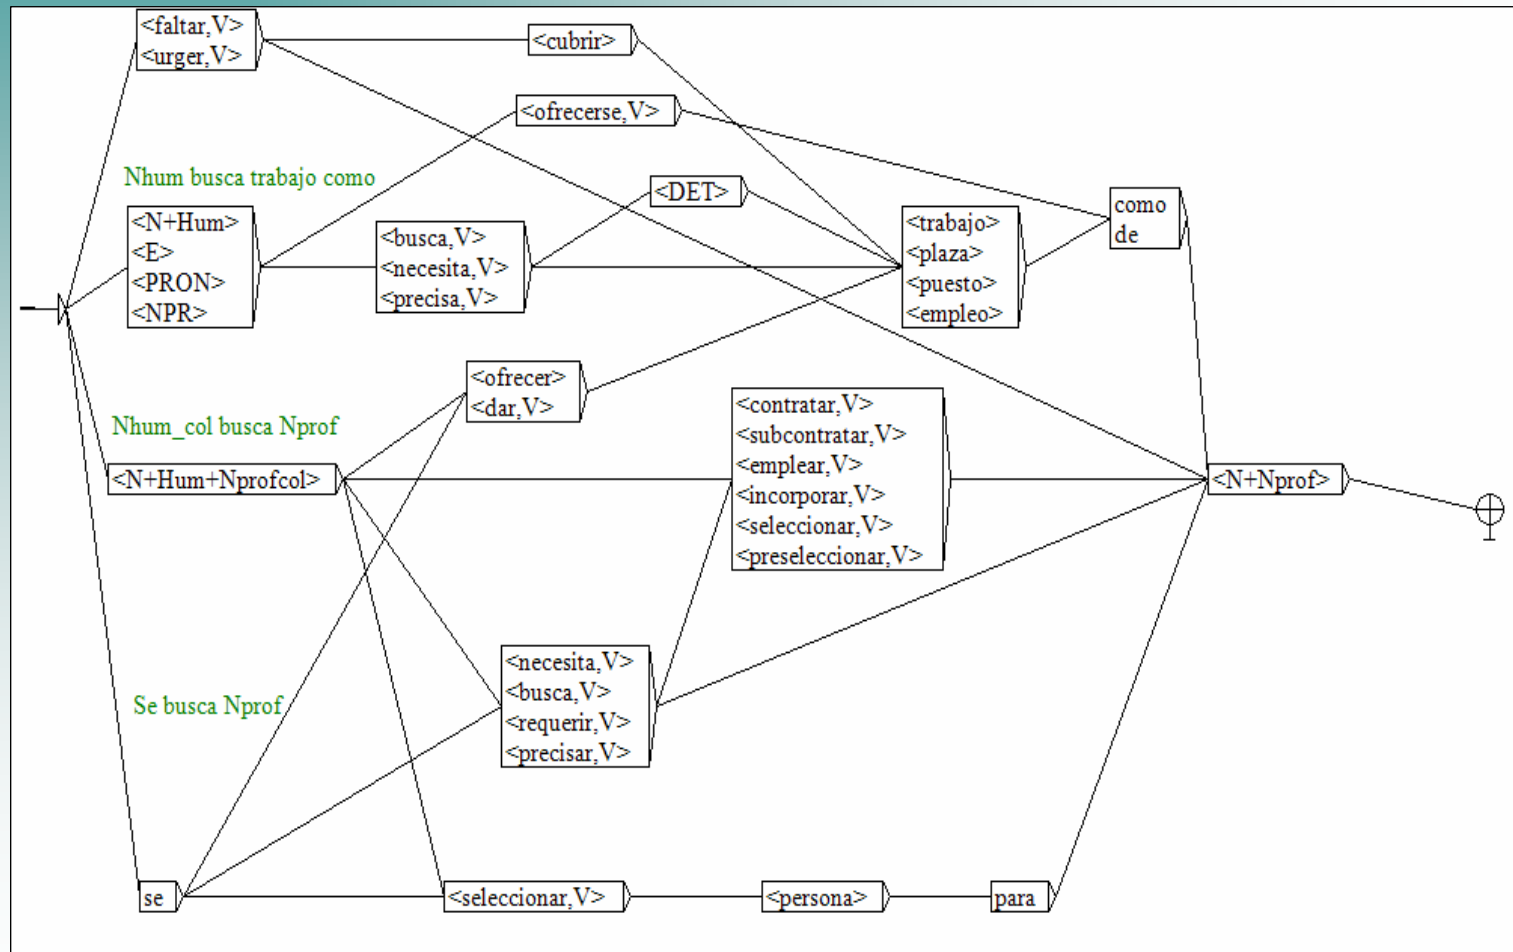 <faltar,V>
<urger,V>
<cubrir>
<ofrecerse,V>
Nhum busca trabajo como
<DET>
<N+Hum>
<E>
<PRON>
<NPR>
<busca,V>
<necesita,V>
<precisa,V>
<trabajo>
<plaza>
<puesto>
<empleo>
como
de
<ofrecer>
<dar,V>
Nhum_col busca Nprof
<N+Hum+Nprofcol>
<contratar,V>
<subcontratar,V>
<emplear,V>
<incorporar,V>
<seleccionar,V>
<preseleccionar,V>
<N+Nprof>
Se busca Nprof
<necesita,V>
<busca,V>
<requerir,V>
<precisar,V>
se
<seleccionar,V>
<persona>
para